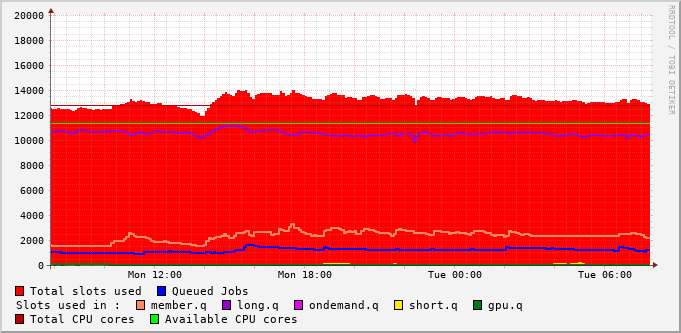 20000
18000
16000
14000
12000
10000
8000
6000
4000
2000
0
Mon 12:00 Mon 18:00 Tue 00:00 Tue 06:00
RRDTOOL / TOBI OETIKER
Total slots used Queued Jobs
Slots used in : member.q long.q ondemand.q short.q gpu.q
Total CPU cores Available CPU cores